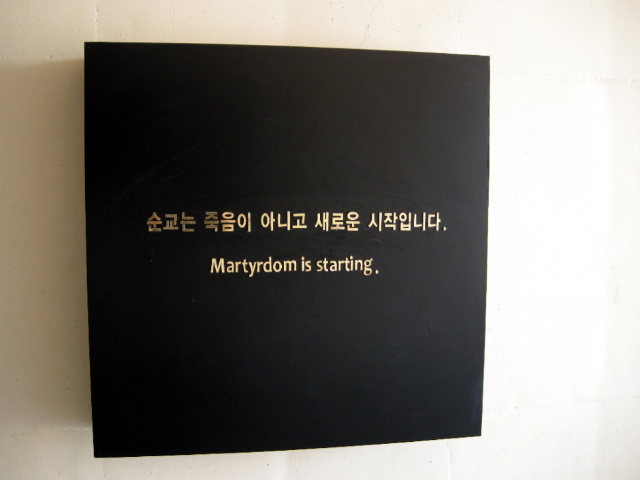 순교는 죽음이 아니고 새로운 시작입니다.
Martyrdom is starting.